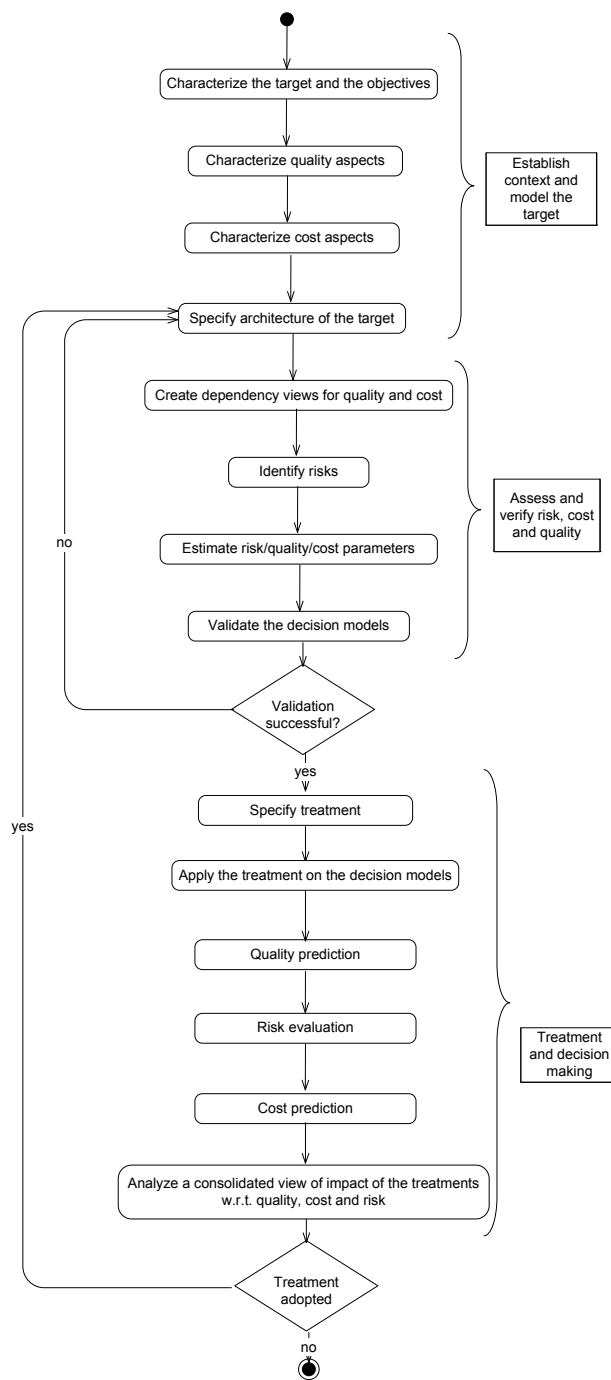 Characterize the target and the objectives
Characterize quality aspects
Establish
context and
model the
target
Characterize cost aspects
Specify architecture of the target
Create dependency views for quality and cost
Identify risks
Assess and
verify risk, cost
and quality
no
Estimate risk/quality/cost parameters
Validate the decision models
Validation
successful?
yes
Specify treatment
yes
Apply the treatment on the decision models
Quality prediction
Risk evaluation
Treatment
and decision
making
Cost prediction
Analyze a consolidated view of impact of the treatments
w.r.t. quality, cost and risk
Treatment
adopted
no